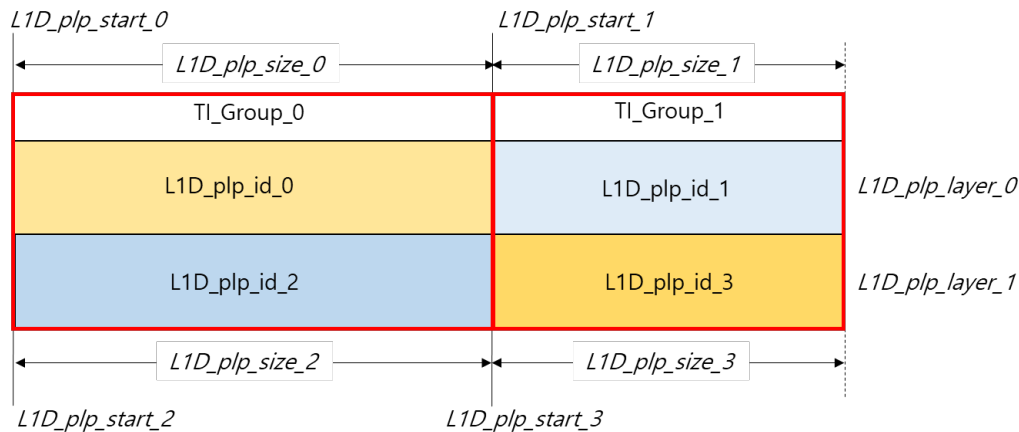 L1D_plp_start_0
L1D_plp_start_1
L1D_plp_size_0
L1D_plp_size_1
TI_Group_0
TI_Group_1
L1D_plp_id_0
L1D_plp_id_1
L1D_plp_layer_0
L1D_plp_id_2
L1D_plp_id_3
L1D_plp_layer_1
L1D_plp_size_2
L1D_plp_size_3
L1D_plp_start_2
L1D_plp_start_3